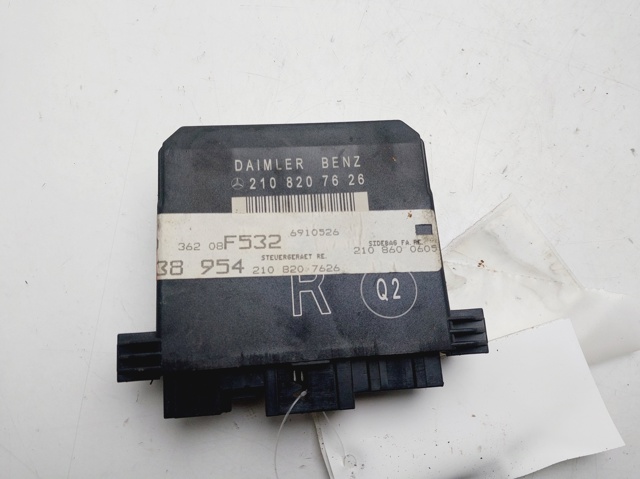 DAIMLER BENZ
210 820 76 26
6910526
362 08 F532
SIDEBAG FA RE.
STEUERGERAET RE.
210 860 0605
38 954 210 820 7626
R
Q2